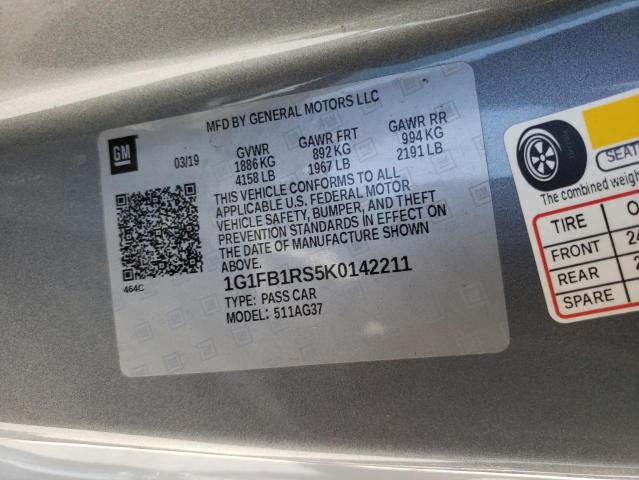 MFD BY GENERAL MOTORS LLC
GM
03/19
GVWR GAWR FRT GAWR RR
1886 KG 892 KG 994 KG
4158 LB 1967 LB 2191 LB
THIS VEHICLE CONFORMS TO ALL
APPLICABLE U.S. FEDERAL MOTOR
VEHICLE SAFETY, BUMPER, AND THEFT
PREVENTION STANDARDS IN EFFECT ON
THE DATE OF MANUFACTURE SHOWN
ABOVE.
464C
1G1FB1RS5K0142211
TYPE: PASS CAR
MODEL: 511AG37
SEAT
The combined weigh
TIRE O
FRONT 24
REAR 2
SPARE